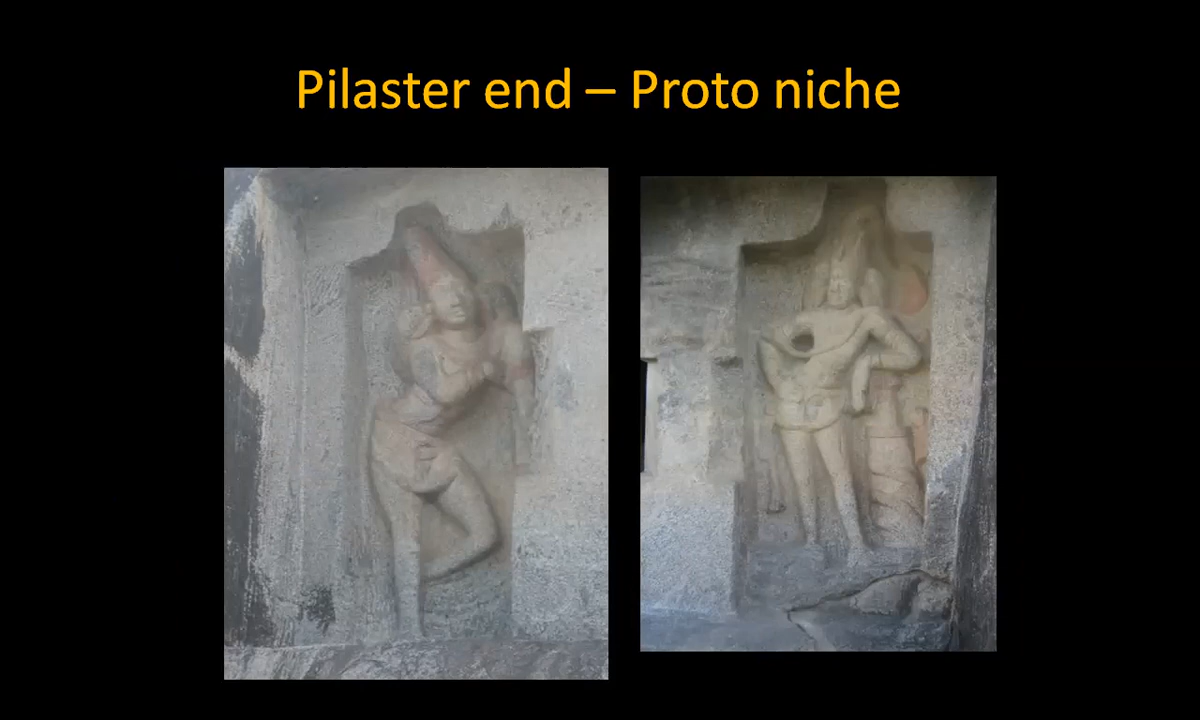 Pilaster end – Proto niche